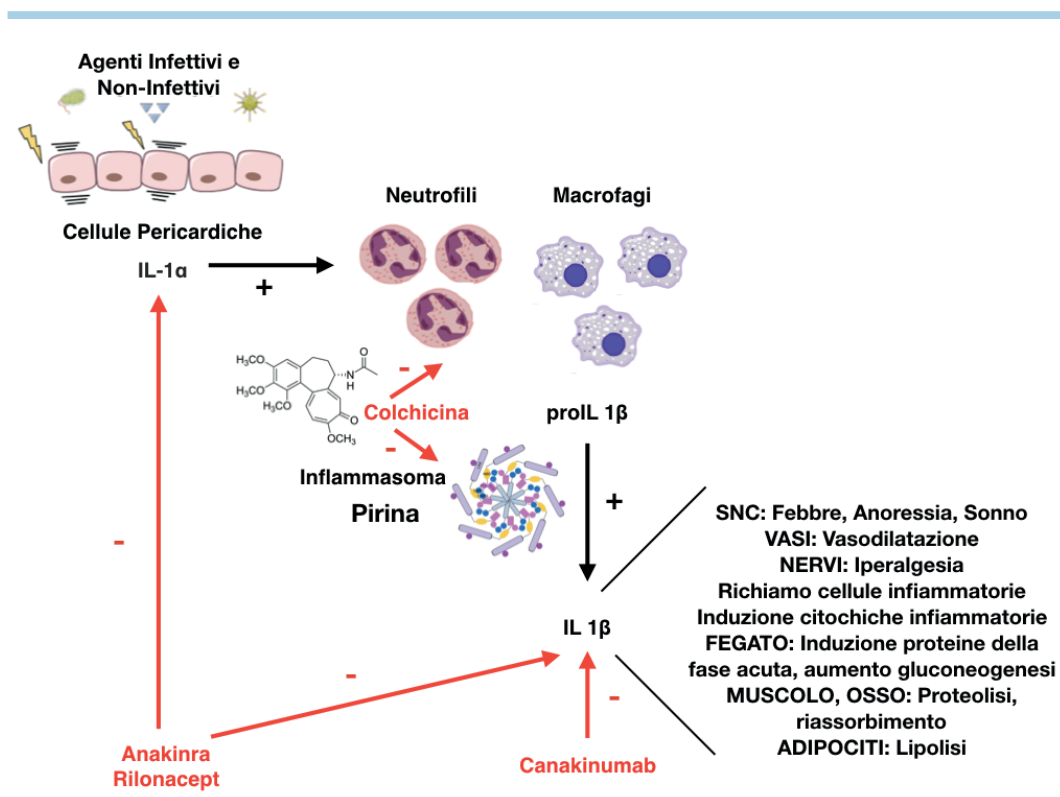 Agenti Infettivi e
Non-Infettivi
Neutrofili
Macrofagi
Cellule Pericardiche
IL-1α
+
H₃CO
H₃CO
H₃CO
O
N
H
O
OCH₃
-
Colchicina
-
proIL 1β
Inflammasoma
Pirina
+
-
SNC: Febbre, Anoressia, Sonno
VASI: Vasodilatazione
NERVI: Iperalgesia
Richiamo cellule infiammatorie
Induzione citochiche infiammatorie
FEGATO: Induzione proteine della
fase acuta, aumento gluconeogenesi
MUSCOLO, OSSO: Proteolisi,
riassorbimento
ADIPOCITI: Lipolisi
IL 1β
-
-
Anakinra
Rilonacept
Canakinumab